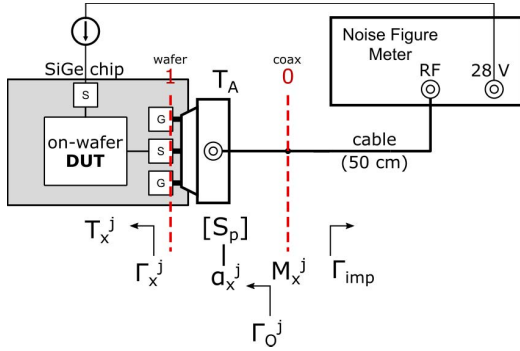 Noise Figure
Meter
RF
28 V
SiGe chip
wafer
1
T_A
coax
0
S
G
on-wafer
DUT
S
G
cable
(50 cm)
T_x^j
[S_p]
Γ_x^j
α_x^j
M_x^j
Γ_imp
Γ_O^j